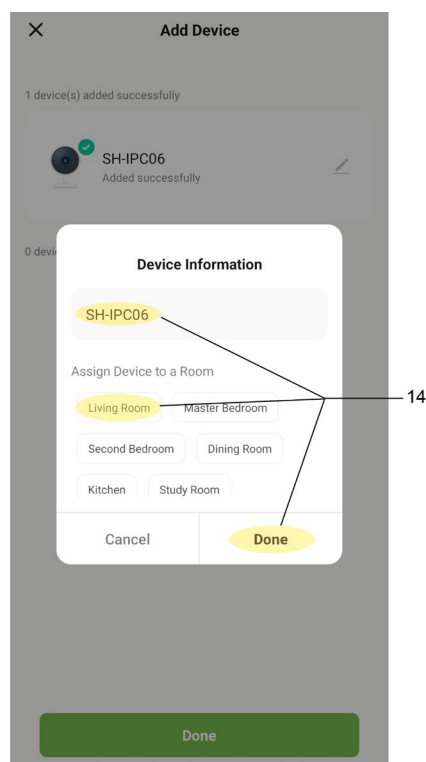 Add Device
1 device(s) added successfully
SH-IPC06
Added successfully
0 devi
Device Information
SH-IPC06
Assign Device to a Room
Living Room Master Bedroom
14
Second Bedroom Dining Room
Kitchen Study Room
Cancel Done
Done